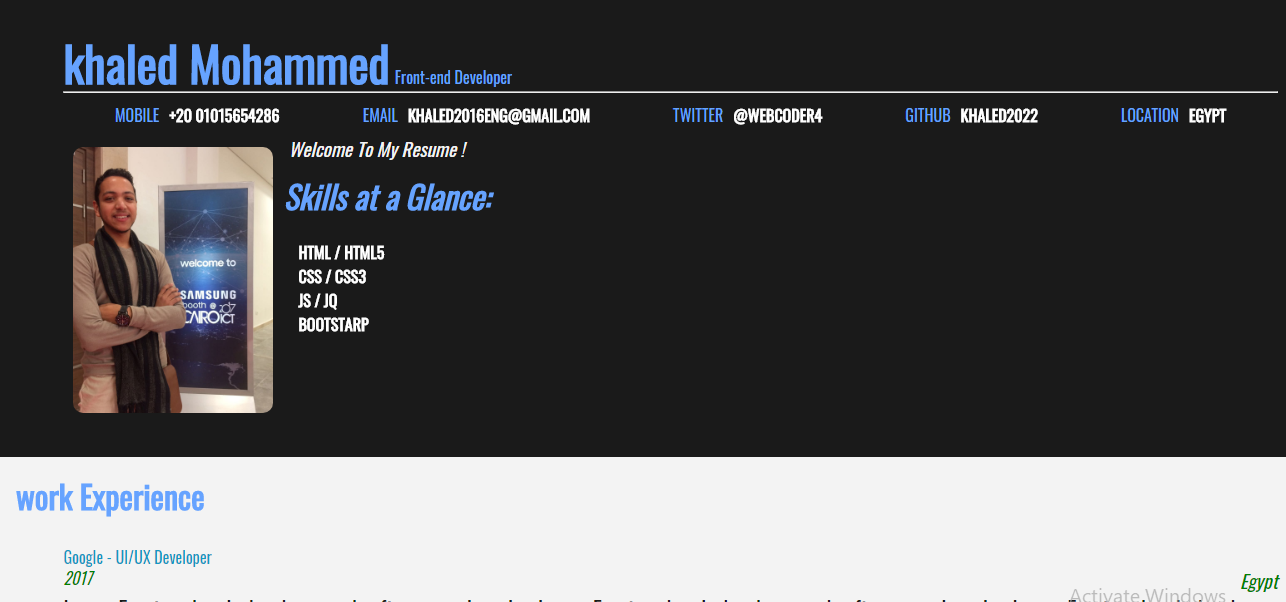 khaled Mohammed Front-end Developer
MOBILE +20 01015654286 EMAIL KHALED2016ENG@GMAIL.COM TWITTER @WEBCODER4 GITHUB KHALED2022 LOCATION EGYPT
Welcome To My Resume !
Skills at a Glance:
HTML / HTML5
CSS / CSS3
JS / JQ
BOOTSTARP
welcome to
SAMSUNG
booth @
CAIRO ICT
work Experience
Google - UI/UX Developer
2017
Egypt
Activate Windows